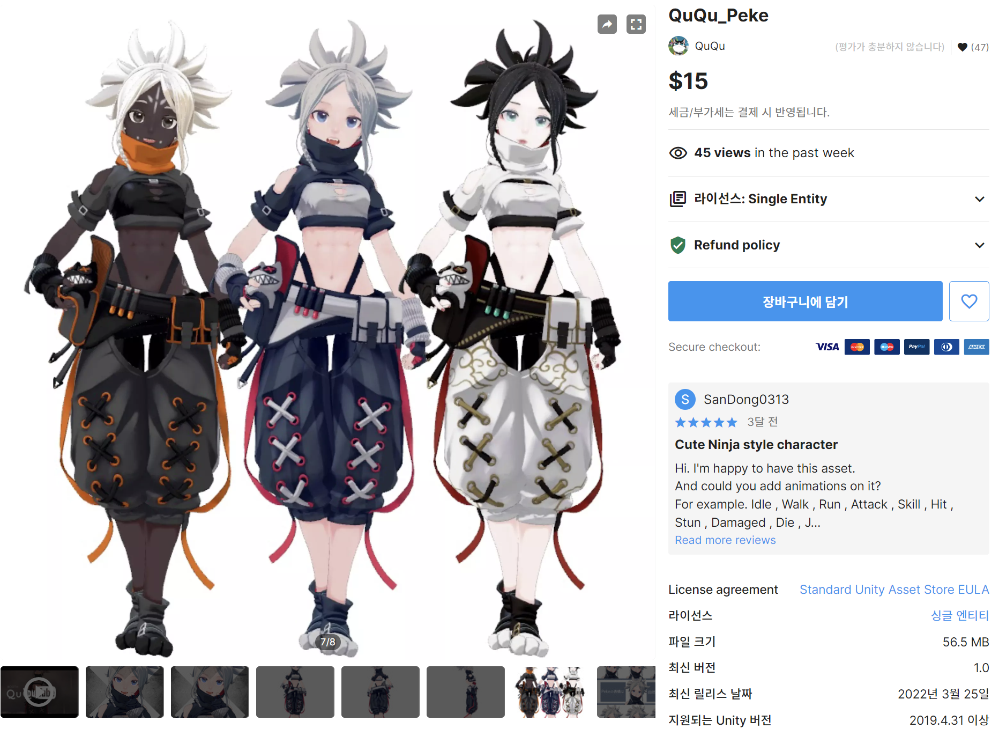 QuQu_Peke
QuQu
(평가가 충분하지 않습니다)
(47)
$15
세금/부가세는 결제 시 반영됩니다.
45 views in the past week
라이선스: Single Entity
Refund policy
장바구니에 담기
Secure checkout:
VISA
MasterCard
Maestro
PayPal
AMEX
S
SanDong0313
3달 전
Cute Ninja style character
Hi. I'm happy to have this asset.
And could you add animations on it?
For example. Idle , Walk , Run , Attack , Skill , Hit ,
Stun , Damaged , Die , J...
Read more reviews
License agreement
Standard Unity Asset Store EULA
라이선스
싱글 엔티티
파일 크기
56.5 MB
최신 버전
1.0
최신 릴리스 날짜
2022년 3월 25일
지원되는 Unity 버전
2019.4.31 이상
7/8